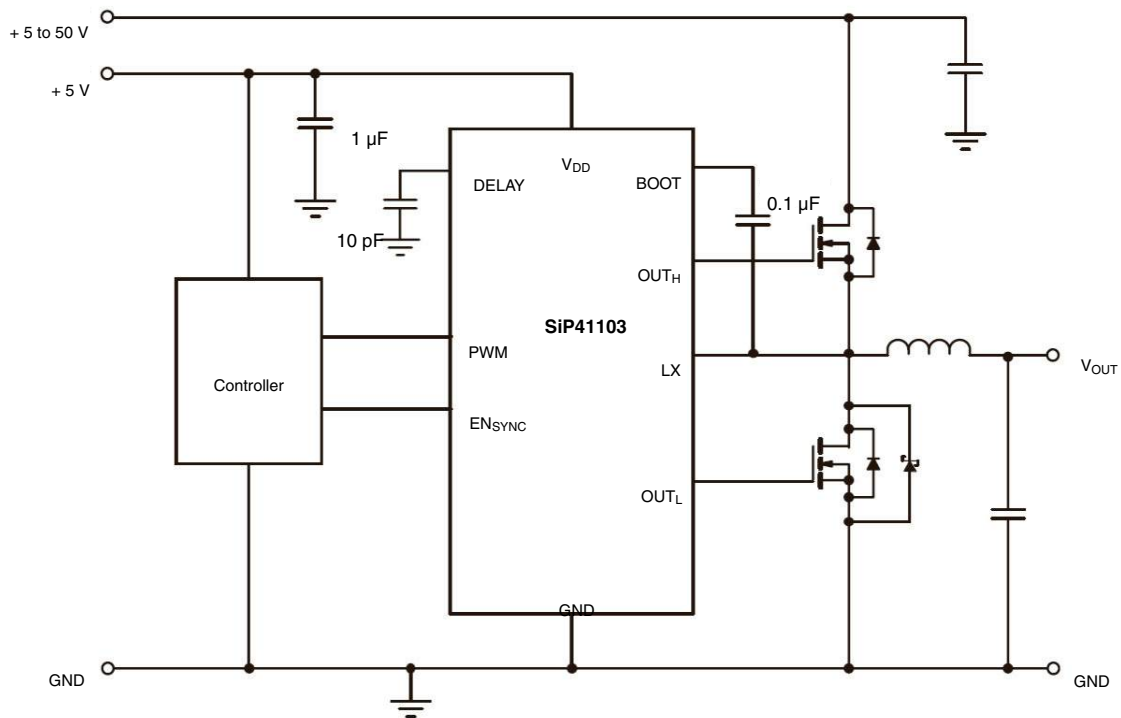 + 5 to 50 V
+ 5 V
1 µF
VDD
DELAY
BOOT
0.1 µF
10 pF
OUTH
SiP41103
PWM
LX
VOUT
Controller
ENSYNC
OUTL
GND
GND
GND